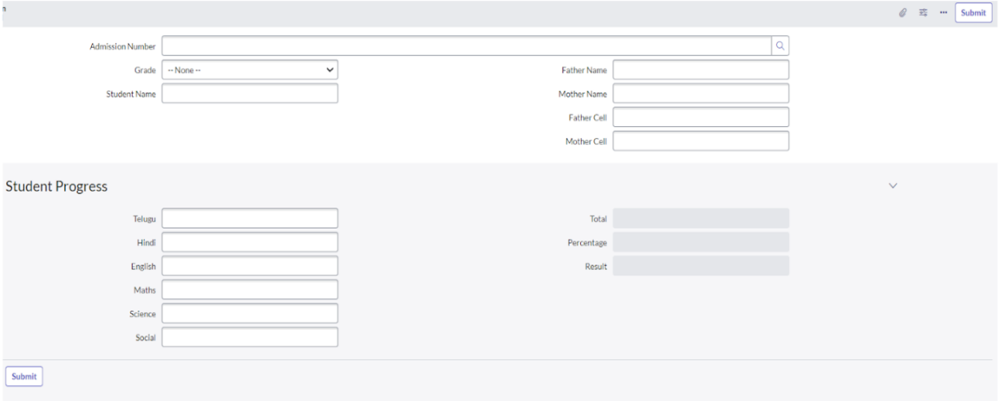 Submit
Admission Number
Grade -- None -- Father Name
Student Name Mother Name
Father Cell
Mother Cell
Student Progress
Telugu Total
Hindi Percentage
English Result
Maths
Science
Social
Submit